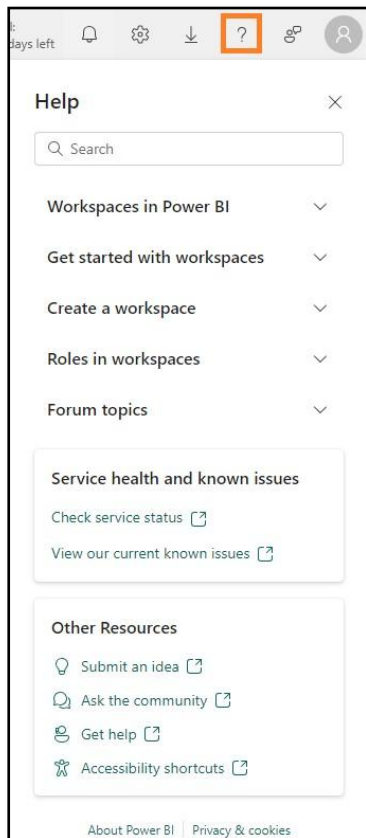 l:
days left
?
Help
Search
Workspaces in Power BI
Get started with workspaces
Create a workspace
Roles in workspaces
Forum topics
Service health and known issues
Check service status
View our current known issues
Other Resources
Submit an idea
Ask the community
Get help
Accessibility shortcuts
About Power BI | Privacy & cookies